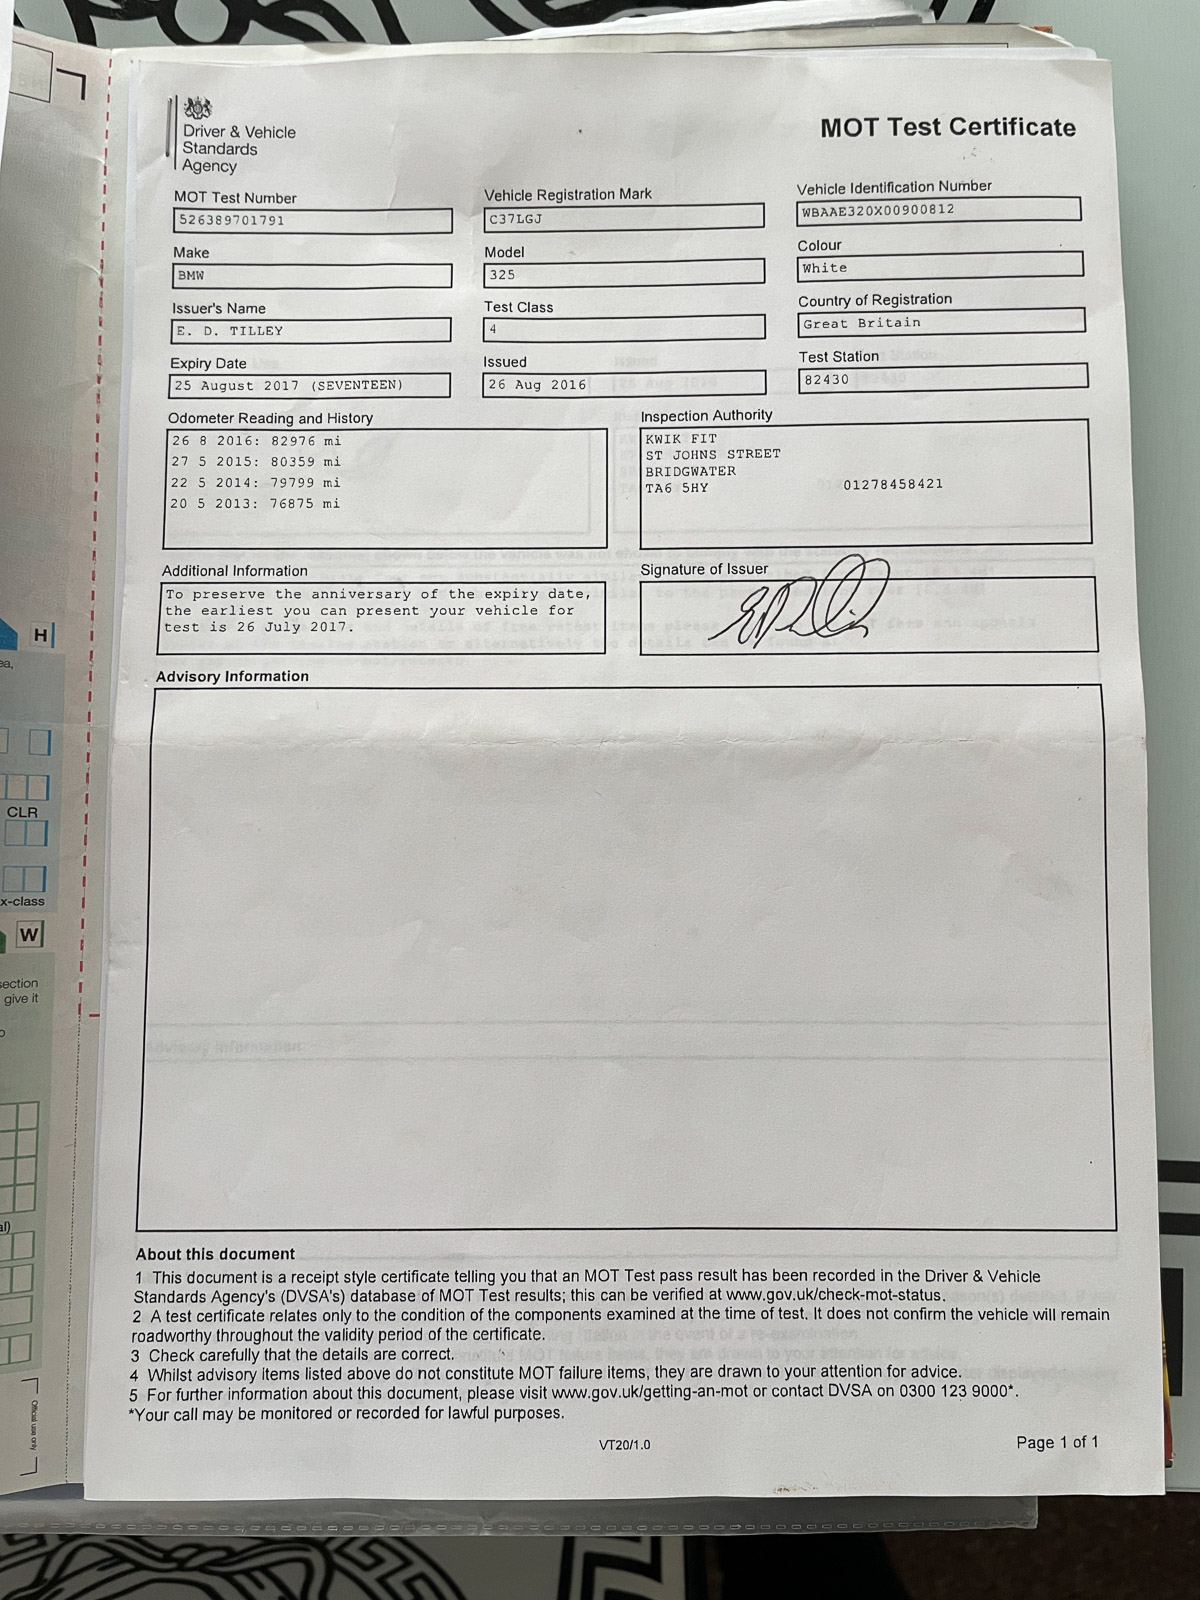 Driver & Vehicle
Standards
Agency
MOT Test Certificate
MOT Test Number
526389701791
Vehicle Registration Mark
C37LGJ
Vehicle Identification Number
WBAAE320X00900812
Make
BMW
Model
325
Colour
White
Issuer's Name
E. D. TILLEY
Test Class
4
Country of Registration
Great Britain
Expiry Date
25 August 2017 (SEVENTEEN)
Issued
26 Aug 2016
Test Station
82430
Odometer Reading and History
26 8 2016: 82976 mi
27 5 2015: 80359 mi
22 5 2014: 79799 mi
20 5 2013: 76875 mi
Inspection Authority
KWIK FIT
ST JOHNS STREET
BRIDGWATER
TA6 5HY 01278458421
Additional Information
To preserve the anniversary of the expiry date,
the earliest you can present your vehicle for
test is 26 July 2017.
Signature of Issuer
Advisory Information
About this document
1 This document is a receipt style certificate telling you that an MOT Test pass result has been recorded in the Driver & Vehicle
Standards Agency's (DVSA's) database of MOT Test results; this can be verified at www.gov.uk/check-mot-status.
2 A test certificate relates only to the condition of the components examined at the time of test. It does not confirm the vehicle will remain
roadworthy throughout the validity period of the certificate.
3 Check carefully that the details are correct.
4 Whilst advisory items listed above do not constitute MOT failure items, they are drawn to your attention for advice.
5 For further information about this document, please visit www.gov.uk/getting-an-mot or contact DVSA on 0300 123 9000*.
*Your call may be monitored or recorded for lawful purposes.
VT20/1.0
Page 1 of 1
H
CLR
x-class
W
section
give it
Official use only